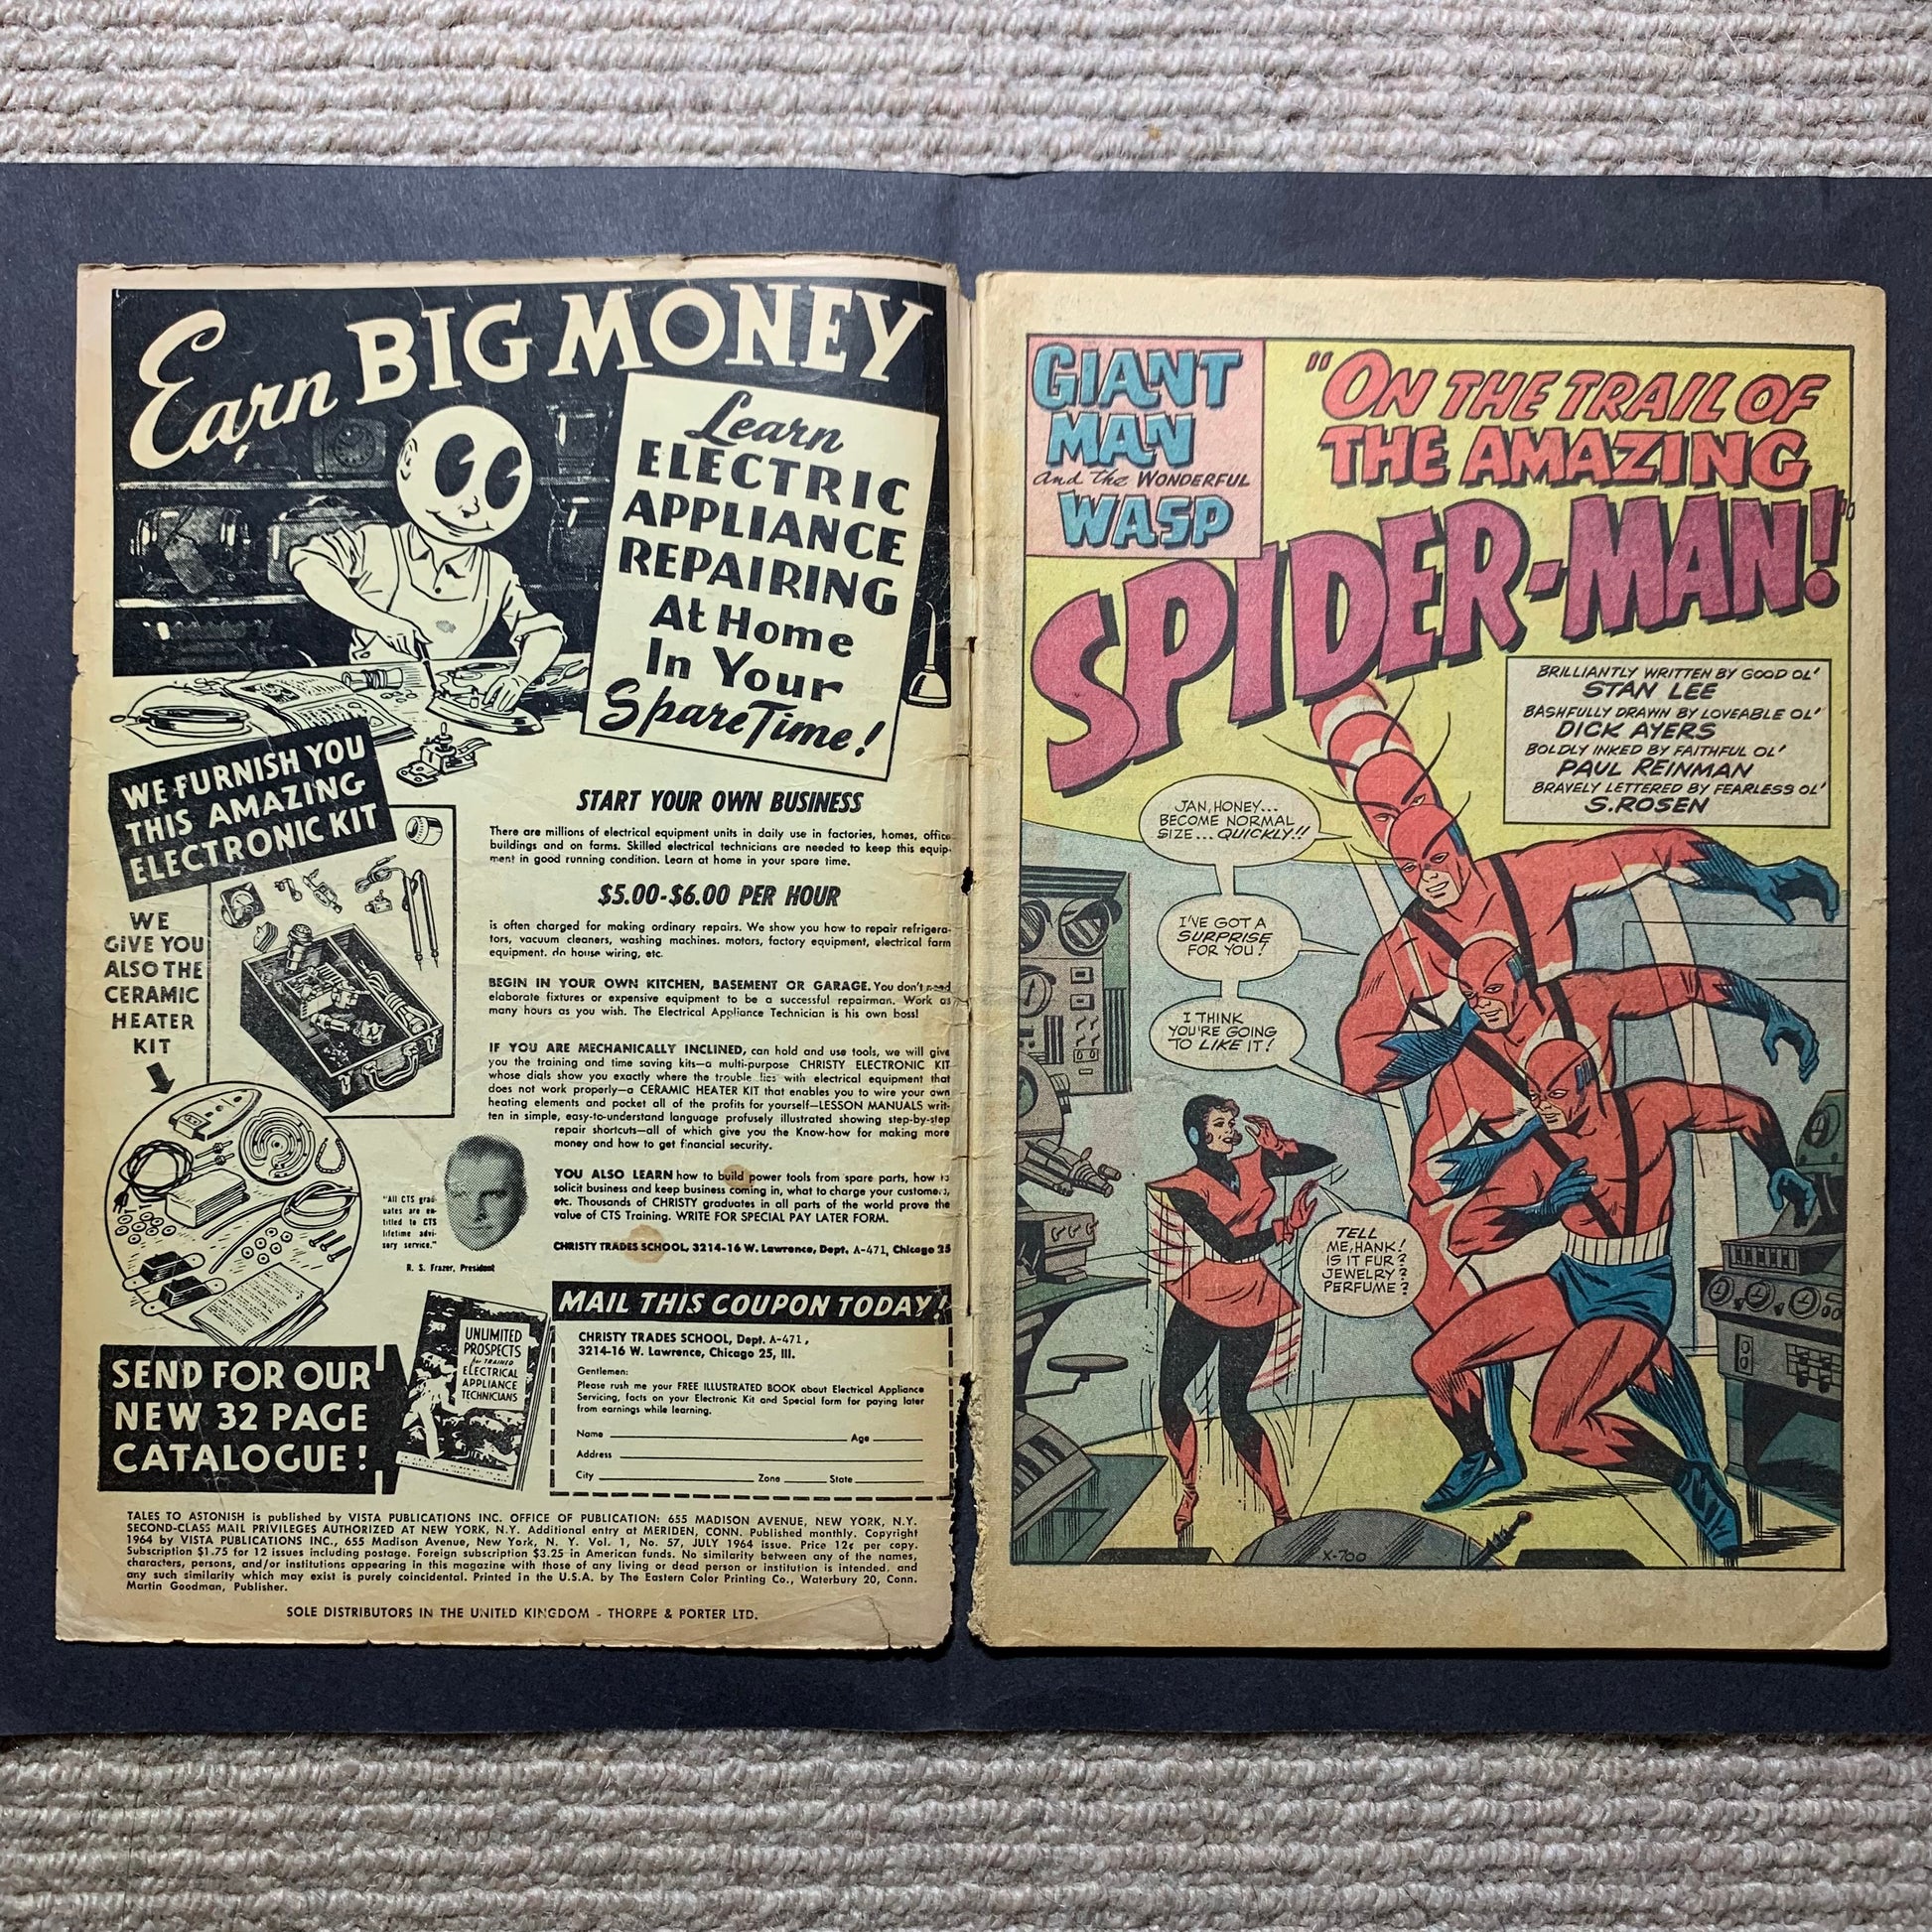 Earn BIG MONEY
Learn
ELECTRIC
APPLIANCE
REPAIRING
At Home
In Your
Spare Time!
WE FURNISH YOU
THIS AMAZING
ELECTRONIC KIT
WE
GIVE YOU
ALSO THE
CERAMIC
HEATER
KIT
START YOUR OWN BUSINESS
There are millions of electrical equipment units in daily use in factories, homes, office
buildings and on farms. Skilled electrical technicians are needed to keep this equip-
ment in good running condition. Learn at home in your spare time.
$5.00-$6.00 PER HOUR
is often charged for making ordinary repairs. We show you how to repair refrigera-
tors, vacuum cleaners, washing machines. motors, factory equipment, electrical farm
equipment. do house wiring, etc.
BEGIN IN YOUR OWN KITCHEN, BASEMENT OR GARAGE. You don't need
elaborate fixtures or expensive equipment to be a successful repairman. Work as
many hours as you wish. The Electrical Appliance Technician is his own boss!
IF YOU ARE MECHANICALLY INCLINED, can hold and use tools, we will give
you the training and time saving kits—a multi-purpose CHRISTY ELECTRONIC KIT
whose dials show you exactly where the trouble lies with electrical equipment that
does not work properly—a CERAMIC HEATER KIT that enables you to wire your own
heating elements and pocket all of the profits for yourself—LESSON MANUALS writ-
ten in simple, easy-to-understand language profusely illustrated showing step-by-step
repair shortcuts—all of which give you the Know-how for making more
money and how to get financial security.
"All CTS grad-
uates are en-
titled to CTS
lifetime advi-
sory service."
R. S. Frazer, President
YOU ALSO LEARN how to build power tools from spare parts, how to
solicit business and keep business coming in, what to charge your customers,
etc. Thousands of CHRISTY graduates in all parts of the world prove the
value of CTS Training. WRITE FOR SPECIAL PAY LATER FORM.
CHRISTY TRADES SCHOOL, 3214-16 W. Lawrence, Dept. A-471, Chicago 25
SEND FOR OUR
NEW 32 PAGE
CATALOGUE!
UNLIMITED
PROSPECTS
for TRAINED
ELECTRICAL
APPLIANCE
TECHNICIANS
MAIL THIS COUPON TODAY!
CHRISTY TRADES SCHOOL, Dept. A-471,
3214-16 W. Lawrence, Chicago 25, Ill.
Gentlemen:
Please rush me your FREE ILLUSTRATED BOOK about Electrical Appliance
Servicing, facts on your Electronic Kit and Special form for paying later
from earnings while learning.
Name Age
Address
City Zone State
TALES TO ASTONISH is published by VISTA PUBLICATIONS INC. OFFICE OF PUBLICATION: 655 MADISON AVENUE, NEW YORK, N.Y.
SECOND-CLASS MAIL PRIVILEGES AUTHORIZED AT NEW YORK, N.Y. Additional entry at MERIDEN, CONN. Published monthly. Copyright
1964 by VISTA PUBLICATIONS INC., 655 Madison Avenue, New York, N. Y. Vol. 1, No. 57, JULY 1964 issue. Price 12¢ per copy.
Subscription $1.75 for 12 issues including postage. Foreign subscription $3.25 in American funds. No similarity between any of the names,
characters, persons, and/or institutions appearing in this magazine with those of any living or dead person or institution is intended, and
any such similarity which may exist is purely coincidental. Printed in the U.S.A. by The Eastern Color Printing Co., Waterbury 20, Conn.
Martin Goodman, Publisher.
SOLE DISTRIBUTORS IN THE UNITED KINGDOM - THORPE & PORTER LTD.
GIANT
MAN
and the WONDERFUL
WASP
"ON THE TRAIL OF
THE AMAZING
SPIDER-MAN!"
BRILLIANTLY WRITTEN BY GOOD OL'
STAN LEE
BASHFULLY DRAWN BY LOVEABLE OL'
DICK AYERS
BOLDLY INKED BY FAITHFUL OL'
PAUL REINMAN
BRAVELY LETTERED BY FEARLESS OL'
S. ROSEN
JAN, HONEY...
BECOME NORMAL
SIZE... QUICKLY!!
I'VE GOT A
SURPRISE
FOR YOU!
I THINK
YOU'RE GOING
TO LIKE IT!
TELL
ME, HANK!
IS IT FUR?
JEWELRY?
PERFUME?
X-700